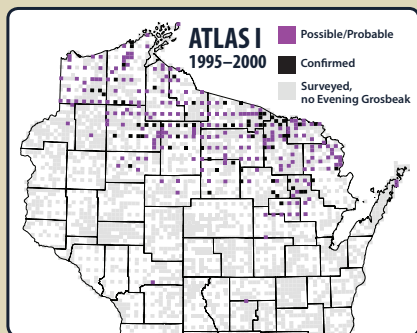 ATLAS I
1995–2000
Possible/Probable
Confirmed
Surveyed,
no Evening Grosbeak